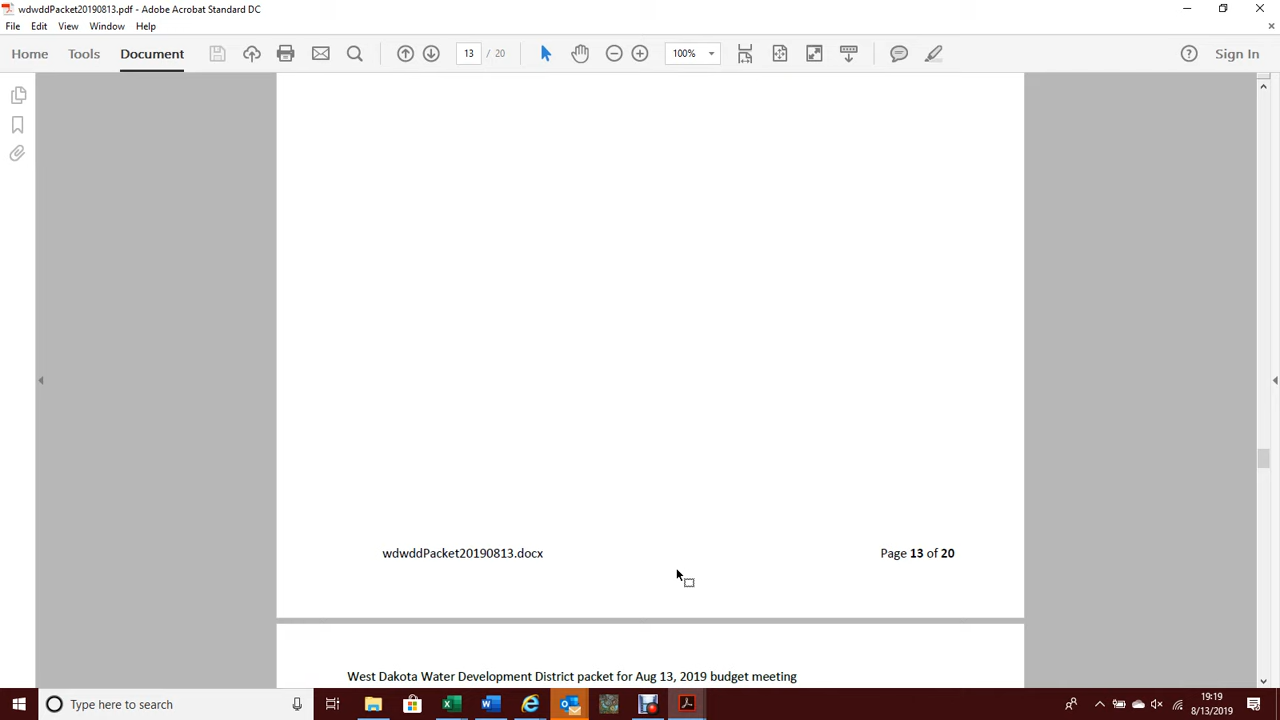 wdwddPacket20190813.pdf - Adobe Acrobat Standard DC
File Edit View Window Help
Home Tools Document 13 / 20 100% Sign In
wdwddPacket20190813.docx Page 13 of 20
West Dakota Water Development District packet for Aug 13, 2019 budget meeting
Type here to search
19:19
8/13/2019